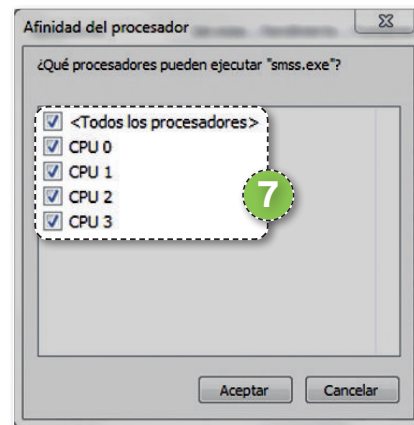 Afinidad del procesador
¿Qué procesadores pueden ejecutar "smss.exe"?
<Todos los procesadores>
CPU 0
CPU 1
CPU 2
CPU 3
7
Aceptar
Cancelar